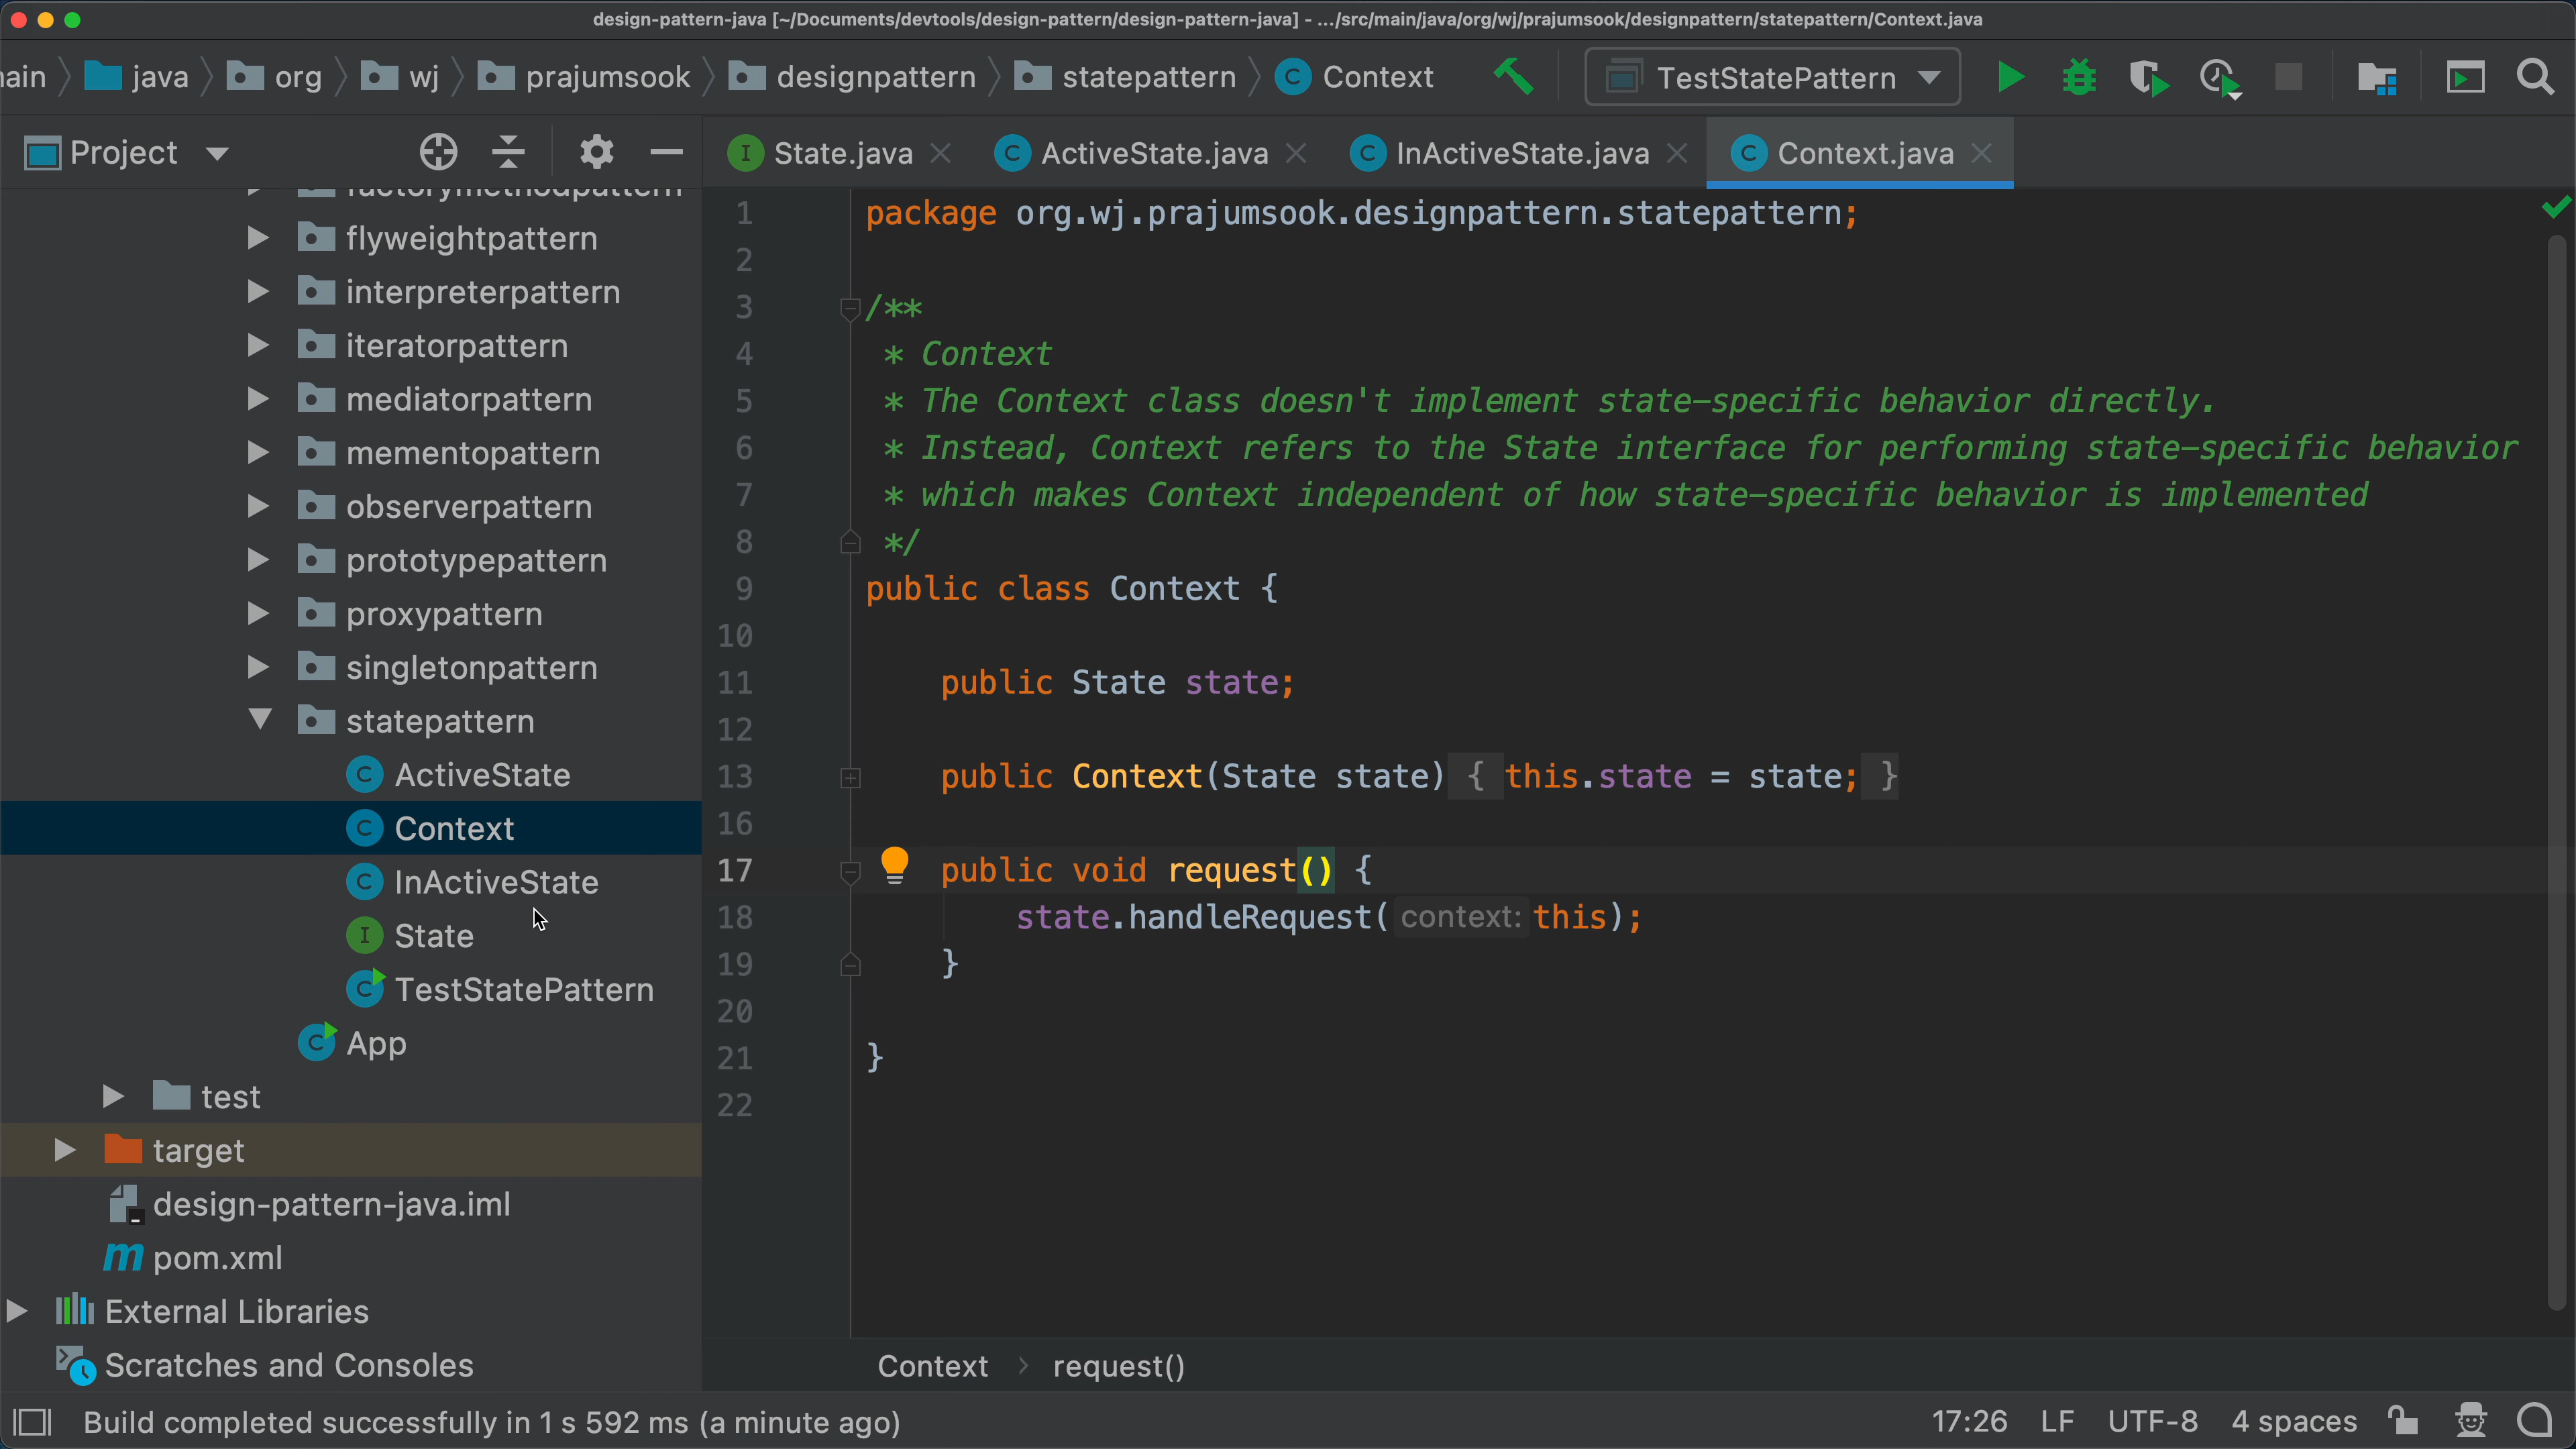 design-pattern-java [~/Documents/devtools/design-pattern/design-pattern-java] - .../src/main/java/org/wj/prajumsook/designpattern/statepattern/Context.java
ain java org wj prajumsook designpattern statepattern Context TestStatePattern
Project
State.java ActiveState.java InActiveState.java Context.java
factorymethodpattern
flyweightpattern
interpreterpattern
iteratorpattern
mediatorpattern
mementopattern
observerpattern
prototypepattern
proxypattern
singletonpattern
statepattern
ActiveState
Context
InActiveState
State
TestStatePattern
App
test
target
design-pattern-java.iml
pom.xml
External Libraries
Scratches and Consoles
1 package org.wj.prajumsook.designpattern.statepattern;
2
3 /**
4 * Context
5 * The Context class doesn't implement state-specific behavior directly.
6 * Instead, Context refers to the State interface for performing state-specific behavior
7 * which makes Context independent of how state-specific behavior is implemented
8 */
9 public class Context {
10
11 public State state;
12
13 public Context(State state) { this.state = state; }
16
17 public void request() {
18 state.handleRequest( context: this);
19 }
20
21 }
22
Context request()
Build completed successfully in 1 s 592 ms (a minute ago) 17:26 LF UTF-8 4 spaces